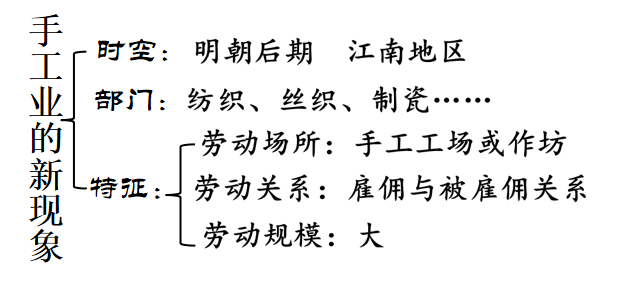 手工业的新现象
时空：明朝后期　江南地区
部门：纺织、丝织、制瓷……
特征：
劳动场所：手工工场或作坊
劳动关系：雇佣与被雇佣关系
劳动规模：大